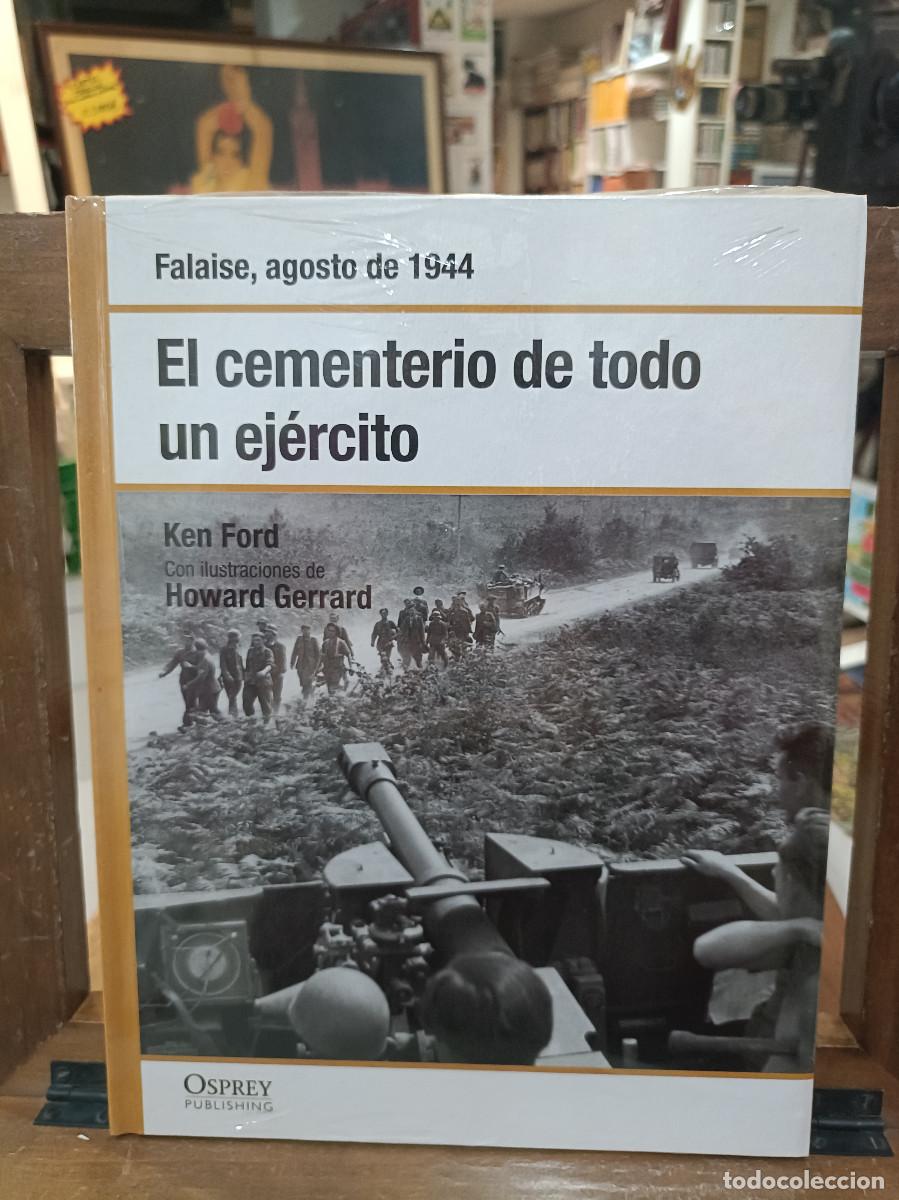 Falaise, agosto de 1944
El cementerio de todo
un ejército
Ken Ford
Con ilustraciones de
Howard Gerrard
OSPREY
PUBLISHING
todocoleccion